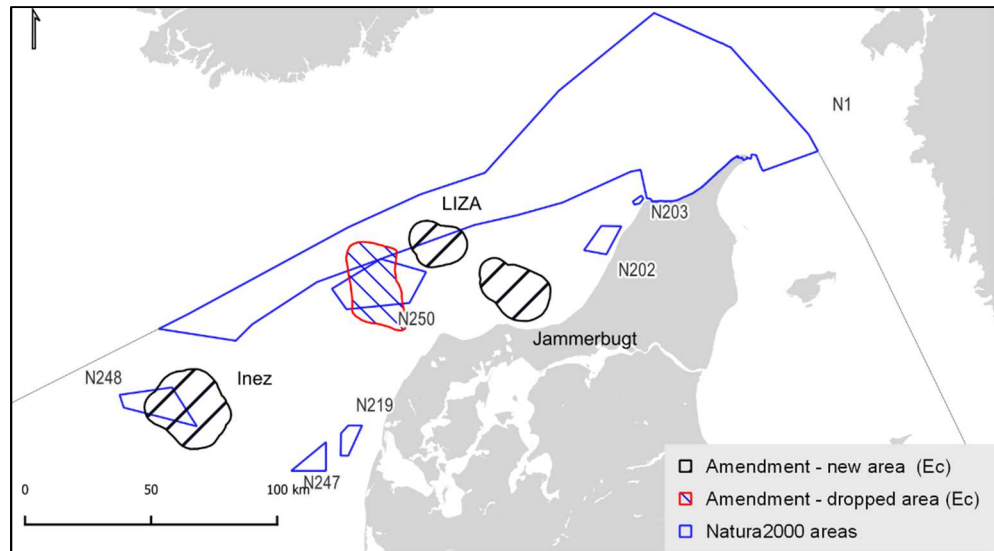 N1
LIZA
N203
N202
N250
Jammerbugt
N248
Inez
N219
N247
0 50 100 km
Amendment - new area (Ec)
Amendment - dropped area (Ec)
Natura2000 areas